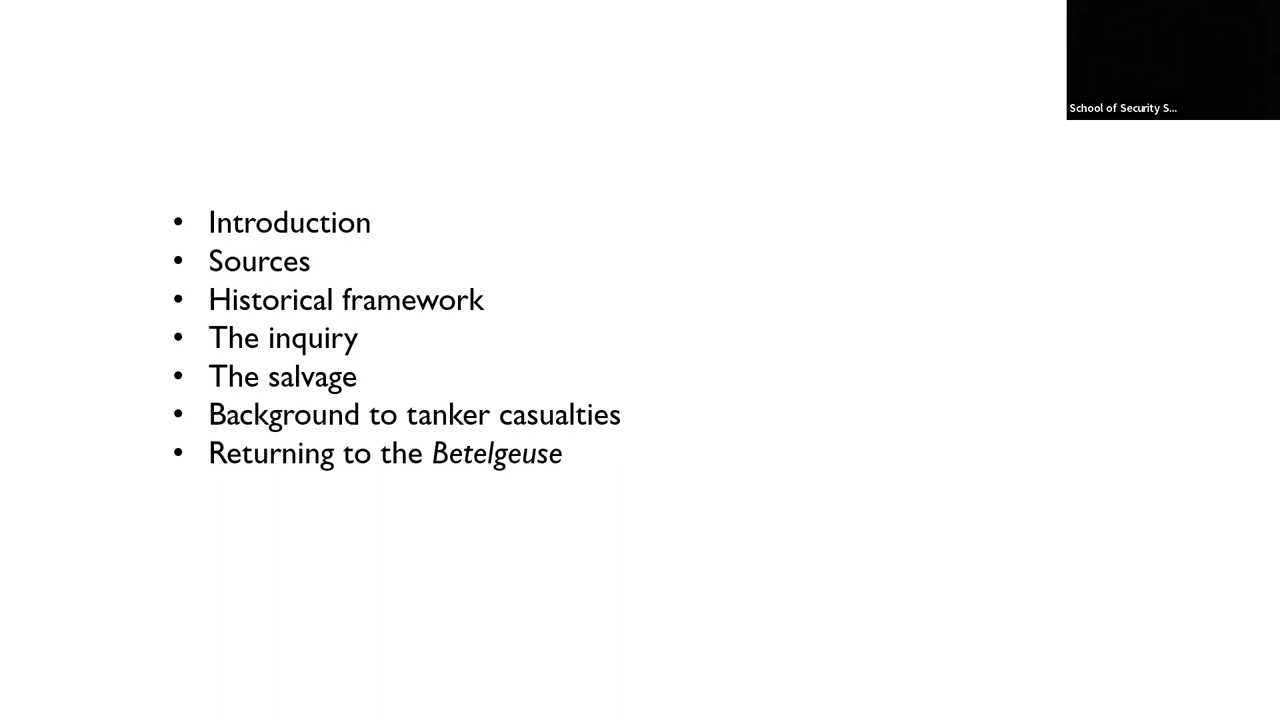 School of Security S...
• Introduction
• Sources
• Historical framework
• The inquiry
• The salvage
• Background to tanker casualties
• Returning to the Betelgeuse